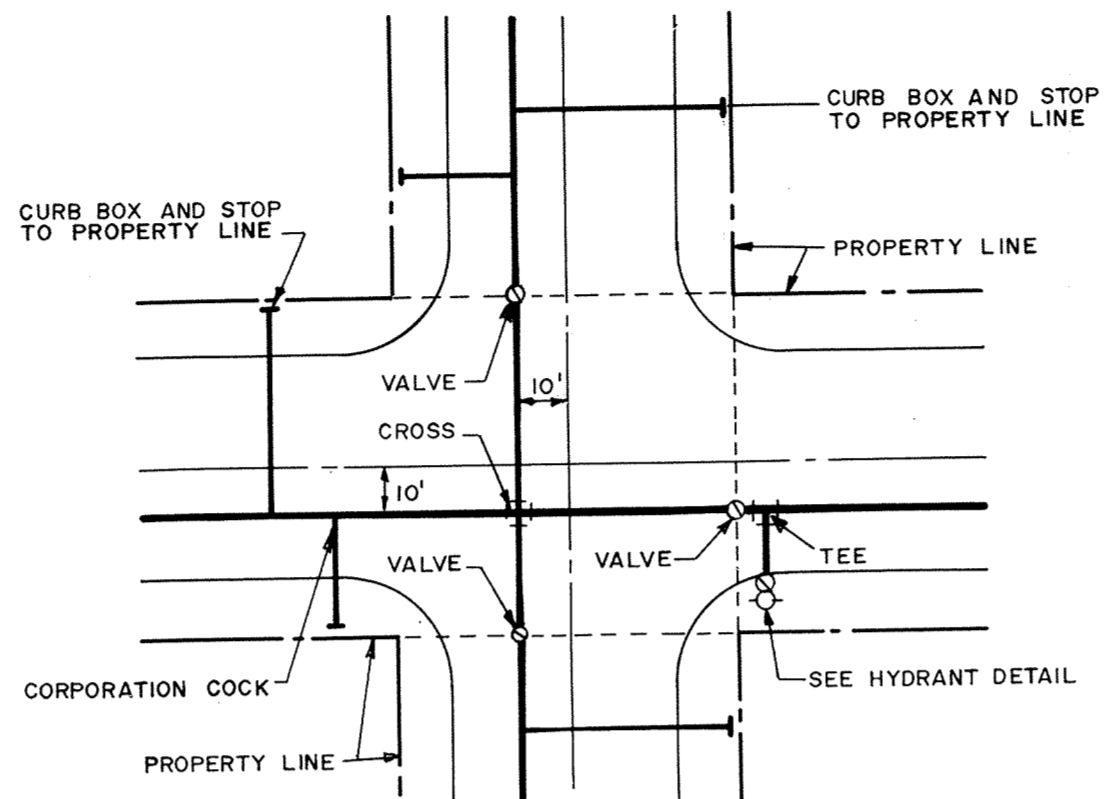 CURB BOX AND STOP
TO PROPERTY LINE
CURB BOX AND STOP
TO PROPERTY LINE
PROPERTY LINE
VALVE
10'
CROSS
10'
VALVE
VALVE
TEE
SEE HYDRANT DETAIL
CORPORATION COCK
PROPERTY LINE